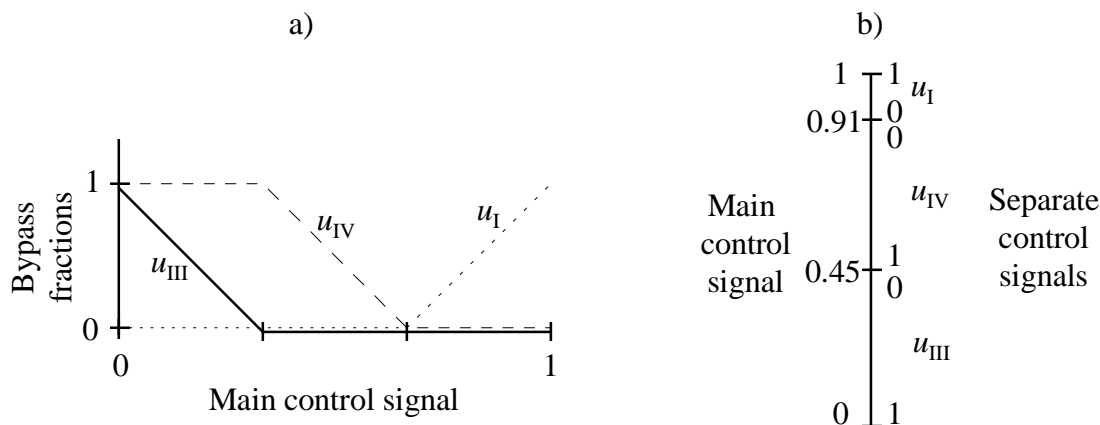 a)
Bypass
fractions
1
0
u_III
u_IV
u_I
0
1
Main control signal
b)
1
1
u_I
0
0.91
0
Main
control
signal
u_IV
Separate
control
signals
0.45
1
0
u_III
0
1